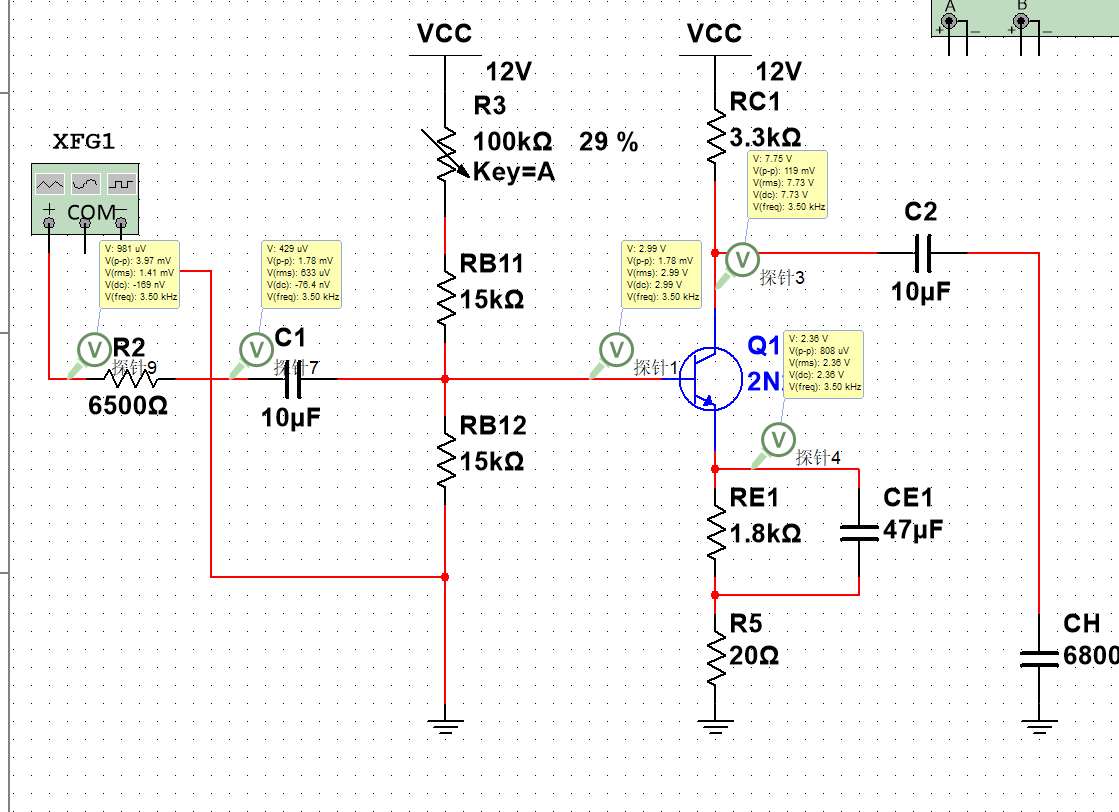 A
B
+
−
+
−
VCC
12V
VCC
12V
R3
100kΩ 29 %
Key=A
RC1
3.3kΩ
XFG1
+
COM
−
V: 7.75 V
V(p-p): 119 mV
V(rms): 7.73 V
V(dc): 7.73 V
V(freq): 3.50 kHz
V
探针3
C2
10µF
V: 981 uV
V(p-p): 3.97 mV
V(rms): 1.41 mV
V(dc): -169 nV
V(freq): 3.50 kHz
V: 429 uV
V(p-p): 1.78 mV
V(rms): 633 uV
V(dc): -76.4 nV
V(freq): 3.50 kHz
V: 2.99 V
V(p-p): 1.78 mV
V(rms): 2.99 V
V(dc): 2.99 V
V(freq): 3.50 kHz
RB11
15kΩ
V
R2
探针9
6500Ω
V
C1
探针7
10µF
V
探针1
Q1
2N
V: 2.36 V
V(p-p): 808 uV
V(rms): 2.36 V
V(dc): 2.36 V
V(freq): 3.50 kHz
V
探针4
RB12
15kΩ
RE1
1.8kΩ
CE1
47µF
R5
20Ω
CH
6800